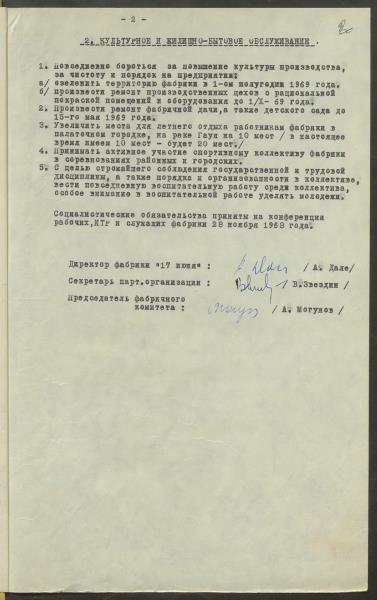 - 2 -
2. КУЛЬТУРНОЕ И ЖИЛИЩНО-БЫТОВОЕ ОБСЛУЖИВАНИЕ.
1. Повседневно бороться за повышение культуры производства,
за чистоту и порядок на предприятии;
а/ озеленить территорию фабрики в 1-ом полугодии 1969 года.
б/ произвести ремонт производственных цехов с рациональной
покраской помещений и оборудования до 1/X- 69 года.
2. Произвести ремонт фабричной дачи,а также детского сада до
15-го мая 1969 года.
3. Увеличить места для летнего отдыха работникам фабрики в
палаточном городке, на реке Гауя на 10 мест / в настоящее
время имеем 10 мест - будет 20 мест./
4. Принимать активное участие спортивному коллективу фабрики
в соревнованиях районных и городских.
5. С целью строжайшего соблюдения государственной и трудовой
дисциплины, а также порядка и организованности в коллективе,
вести повседневную воспитательную работу среди коллектива,
особое внимание в воспитательной работе уделять молодежи.
Социалистические обязательства приняты на конференции
рабочих,ИТР и служащих фабрики 28 ноября 1968 года.
Директор фабрики "17 июня" : / А. Дале/
Секретарь парт.организации : / В.Звездин /
Председатель фабричного
комитета : / А. Могунов /